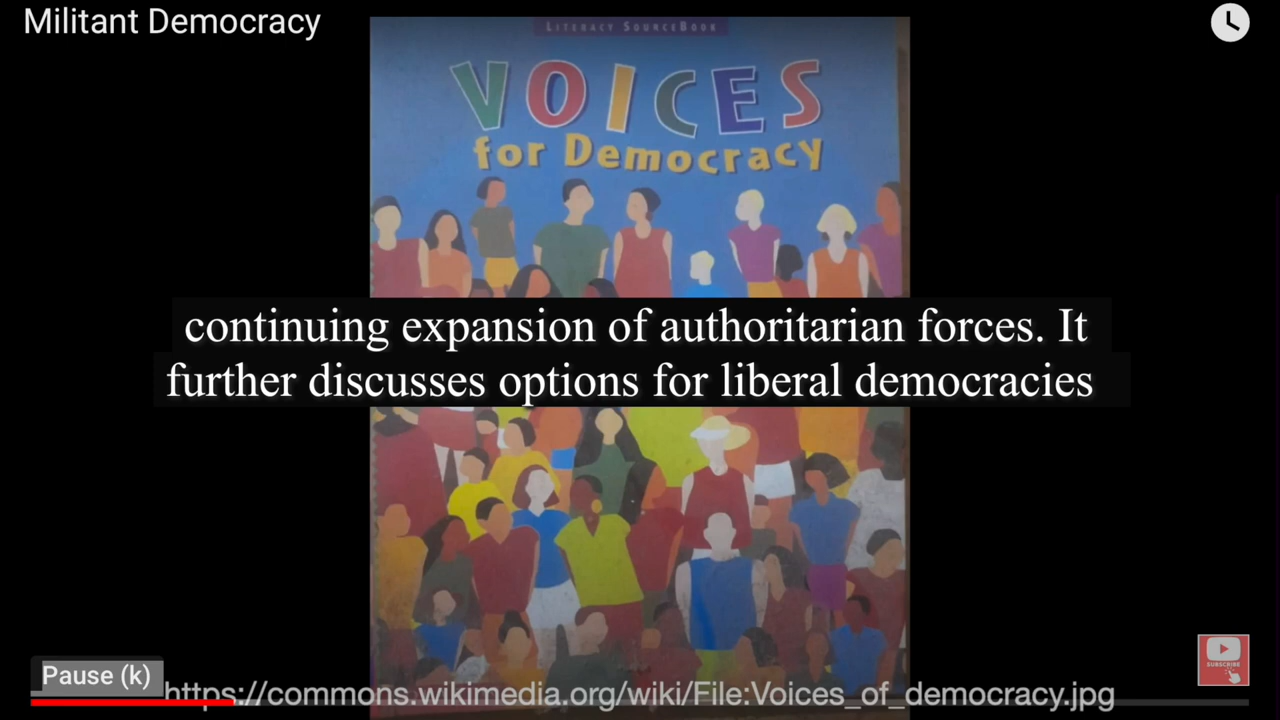 Militant Democracy
LITERACY SOURCEBOOK
VOICES
for Democracy
continuing expansion of authoritarian forces. It
further discusses options for liberal democracies
Pause (k)
https://commons.wikimedia.org/wiki/File:Voices_of_democracy.jpg
SUBSCRIBE